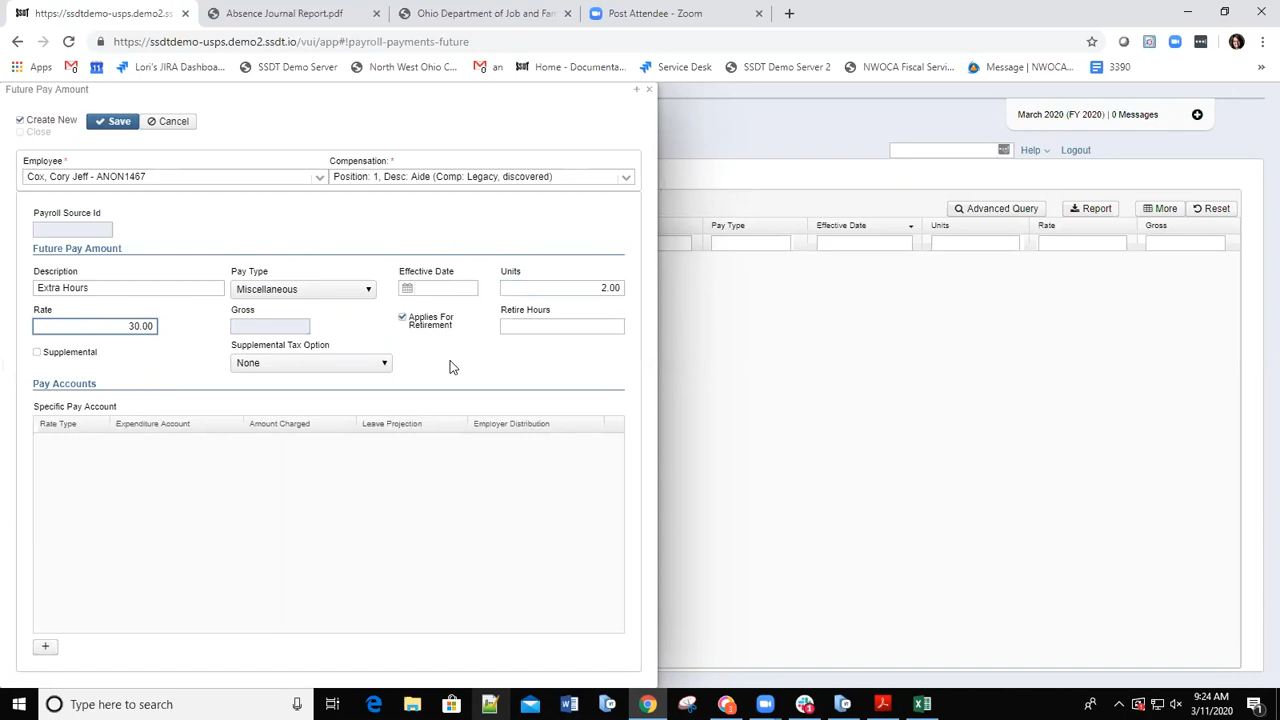 https://ssdtdemo-usps.demo2.ss
Absence Journal Report.pdf
Ohio Department of Job and Fam
Post Attendee - Zoom
https://ssdtdemo-usps.demo2.ssdt.io/vui/app#!payroll-payments-future
Apps
Lori's JIRA Dashboa...
SSDT Demo Server
North West Ohio C...
an
Home - Documenta...
Service Desk
SSDT Demo Server 2
NWOCA Fiscal Servi...
Message | NWOCA...
3390
»
Future Pay Amount
March 2020 (FY 2020) | 0 Messages
Create New
Close
Save
Cancel
Help
Logout
Employee *
Compensation: *
Cox, Cory Jeff - ANON1467
Position: 1, Desc: Aide (Comp: Legacy, discovered)
Advanced Query
Report
More
Reset
Pay Type
Effective Date
Units
Rate
Gross
Payroll Source Id
Future Pay Amount
Description
Pay Type
Effective Date
Units
Extra Hours
Miscellaneous
2.00
Rate
Gross
Applies For
Retirement
Retire Hours
30.00
Supplemental
Supplemental Tax Option
None
Pay Accounts
Specific Pay Account
Rate Type
Expenditure Account
Amount Charged
Leave Projection
Employer Distribution
+
Type here to search
9:24 AM
3/11/2020